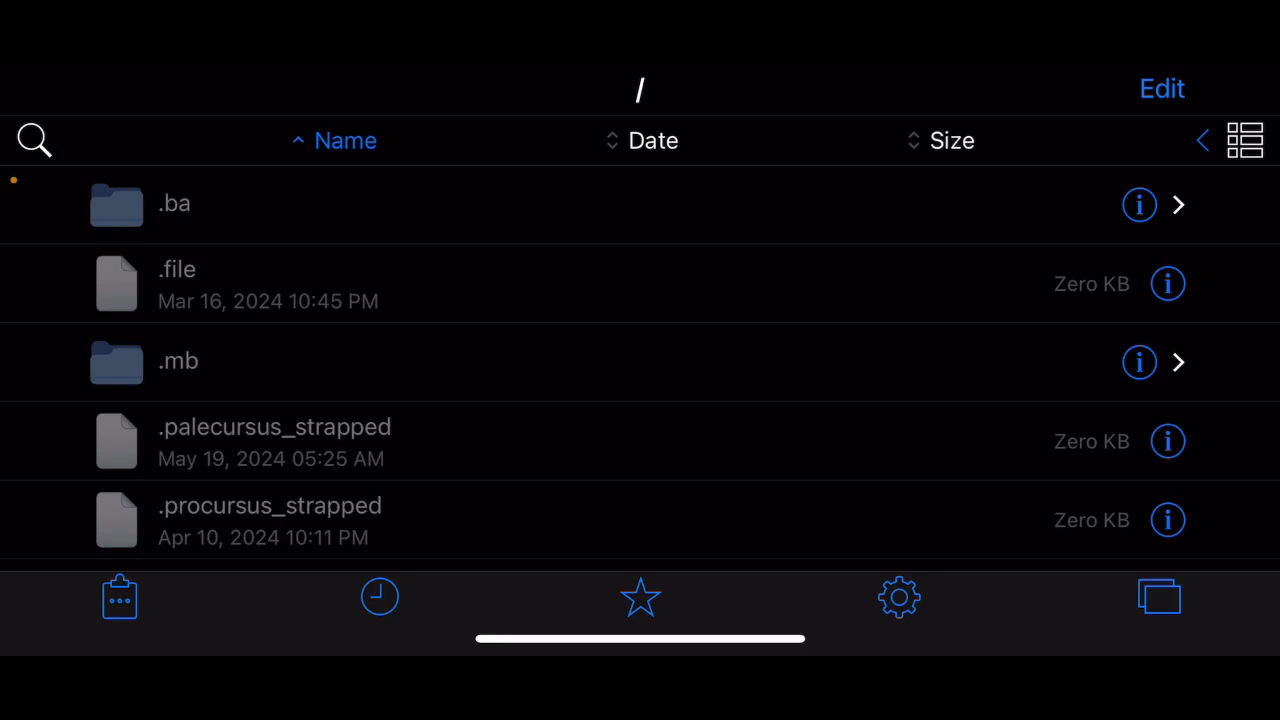 /
Edit
Name
Date
Size
.ba
.file
Mar 16, 2024 10:45 PM
Zero KB
.mb
.palecursus_strapped
May 19, 2024 05:25 AM
Zero KB
.procursus_strapped
Apr 10, 2024 10:11 PM
Zero KB